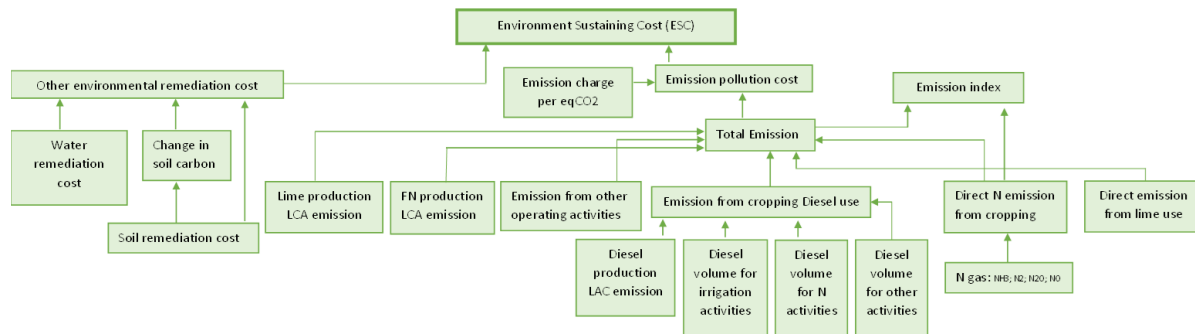 Environment Sustaining Cost (ESC)
Other environmental remediation cost
Emission charge
per eqCO2
Emission pollution cost
Emission index
Water
remediation
cost
Change in
soil carbon
Total Emission
Lime production
LCA emission
FN production
LCA emission
Emission from other
operating activities
Emission from cropping Diesel use
Direct N emission
from cropping
Direct emission
from lime use
Soil remediation cost
Diesel
production
LAC emission
Diesel
volume for
irrigation
activities
Diesel
volume
for N
activities
Diesel
volume
for other
activities
N gas: NH3; N2; N2O; NO